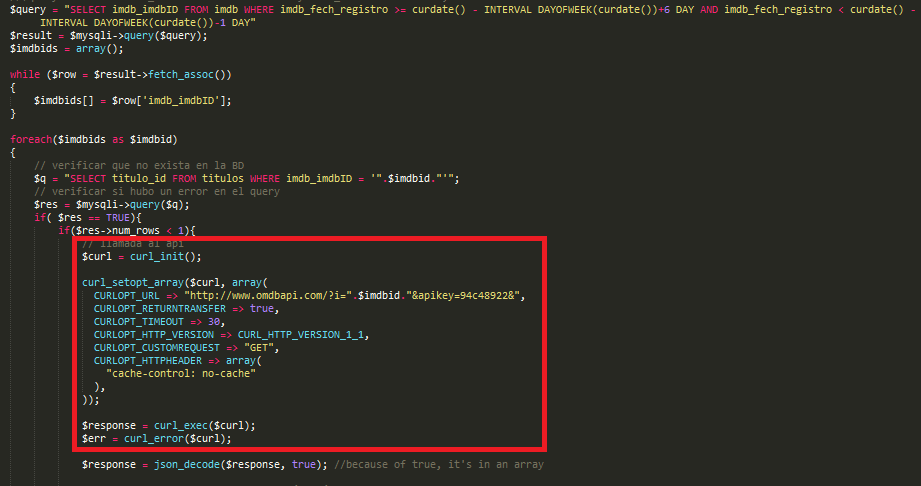 $query = "SELECT imdb_imdbID FROM imdb WHERE imdb_fech_registro >= curdate() - INTERVAL DAYOFWEEK(curdate())+6 DAY AND imdb_fech_registro < curdate() -
INTERVAL DAYOFWEEK(curdate())-1 DAY"
$result = $mysqli->query($query);
$imdbids = array();
while ($row = $result->fetch_assoc())
{
$imdbids[] = $row['imdb_imdbID'];
}
foreach($imdbids as $imdbid)
{
// verificar que no exista en la BD
$q = "SELECT titulo_id FROM titulos WHERE imdb_imdbID = '".$imdbid."'";
// verificar si hubo un error en el query
$res = $mysqli->query($q);
if( $res == TRUE){
if($res->num_rows < 1){
// llamada al api
$curl = curl_init();
curl_setopt_array($curl, array(
CURLOPT_URL => "http://www.omdbapi.com/?i=".$imdbid."&apikey=94c48922&",
CURLOPT_RETURNTRANSFER => true,
CURLOPT_TIMEOUT => 30,
CURLOPT_HTTP_VERSION => CURL_HTTP_VERSION_1_1,
CURLOPT_CUSTOMREQUEST => "GET",
CURLOPT_HTTPHEADER => array(
"cache-control: no-cache"
),
));
$response = curl_exec($curl);
$err = curl_error($curl);
$response = json_decode($response, true); //because of true, it's in an array